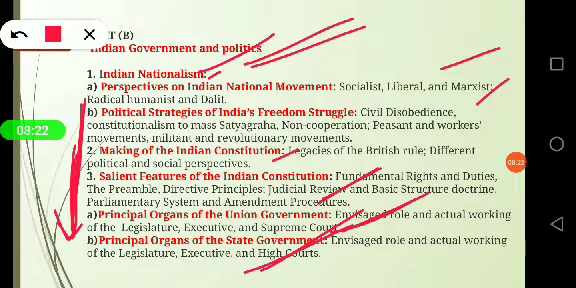 T (B)
Indian Government and politics
1. Indian Nationalism:
a) Perspectives on Indian National Movement: Socialist, Liberal, and Marxist;
Radical humanist and Dalit.
b) Political Strategies of India's Freedom Struggle: Civil Disobedience,
constitutionalism to mass Satyagraha, Non-cooperation; Peasant and workers'
movements, militant and revolutionary movements.
2. Making of the Indian Constitution: Legacies of the British rule; Different
political and social perspectives.
3. Salient Features of the Indian Constitution: Fundamental Rights and Duties,
The Preamble, Directive Principles; Judicial Review and Basic Structure doctrine.
Parliamentary System and Amendment Procedures.
a)Principal Organs of the Union Government: Envisaged role and actual working
of the Legislature, Executive, and Supreme Court.
b)Principal Organs of the State Government: Envisaged role and actual working
of the Legislature, Executive, and High Courts.
08:22
08:22